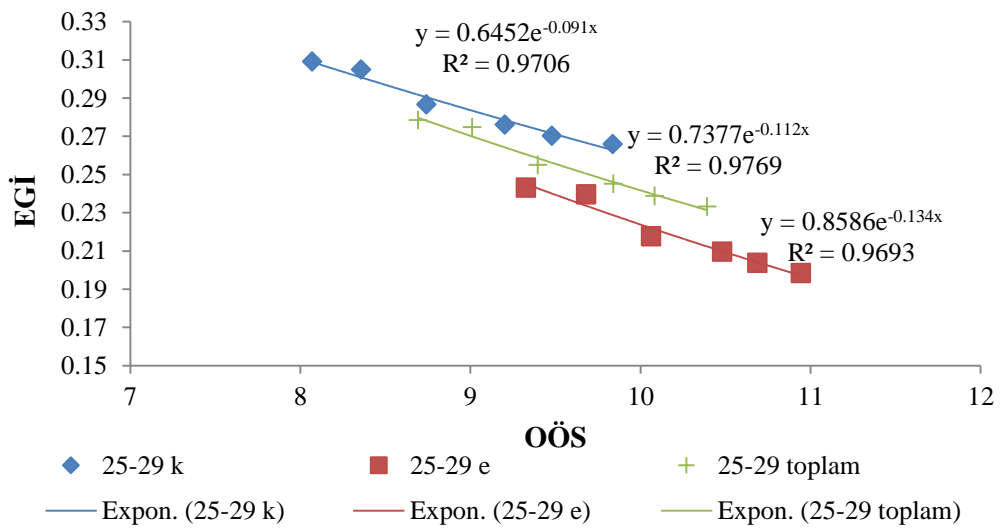 0.33
0.31
0.29
0.27
0.25
0.23
0.21
0.19
0.17
0.15
EGİ
y = 0.6452e-0.091x
R² = 0.9706
y = 0.7377e-0.112x
R² = 0.9769
y = 0.8586e-0.134x
R² = 0.9693
7 8 9 10 11 12
OÖS
25-29 k 25-29 e 25-29 toplam
Expon. (25-29 k) Expon. (25-29 e) Expon. (25-29 toplam)